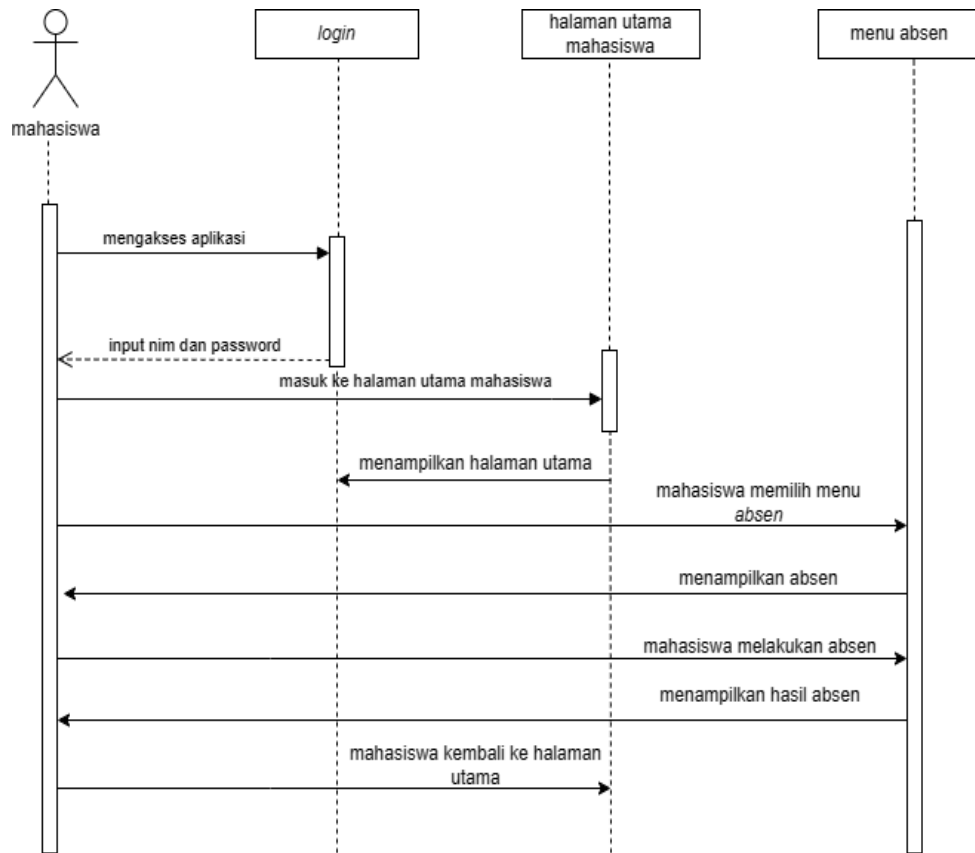 login
halaman utama
mahasiswa
menu absen
mahasiswa
mengakses aplikasi
input nim dan password
masuk ke halaman utama mahasiswa
menampilkan halaman utama
mahasiswa memilih menu
absen
menampilkan absen
mahasiswa melakukan absen
menampilkan hasil absen
mahasiswa kembali ke halaman
utama